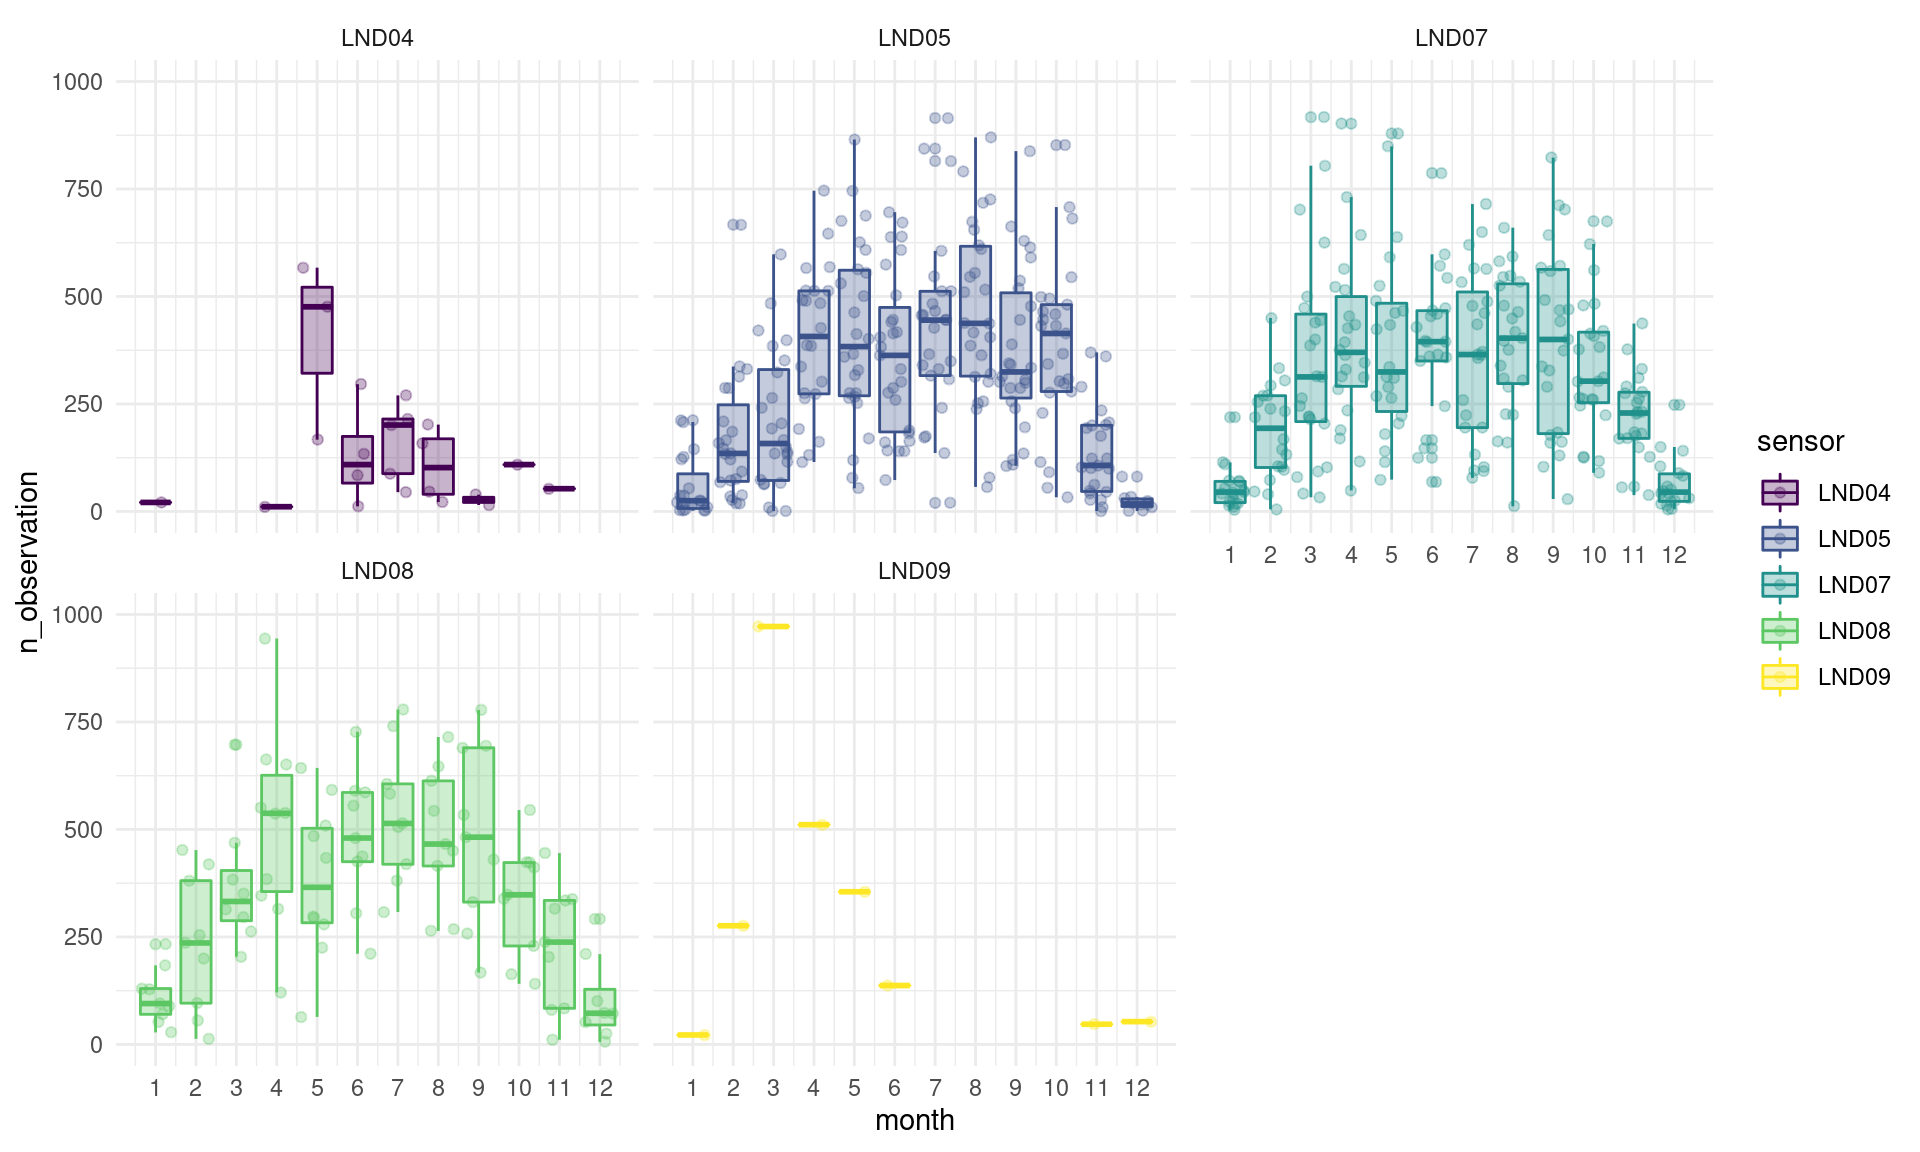 LND04 LND05 LND07
1000
750
500
250
0
1 2 3 4 5 6 7 8 9 10 11 12
n_observation
LND08 LND09
1000
750
500
250
0
1 2 3 4 5 6 7 8 9 10 11 12 1 2 3 4 5 6 7 8 9 10 11 12
month
sensor
LND04
LND05
LND07
LND08
LND09